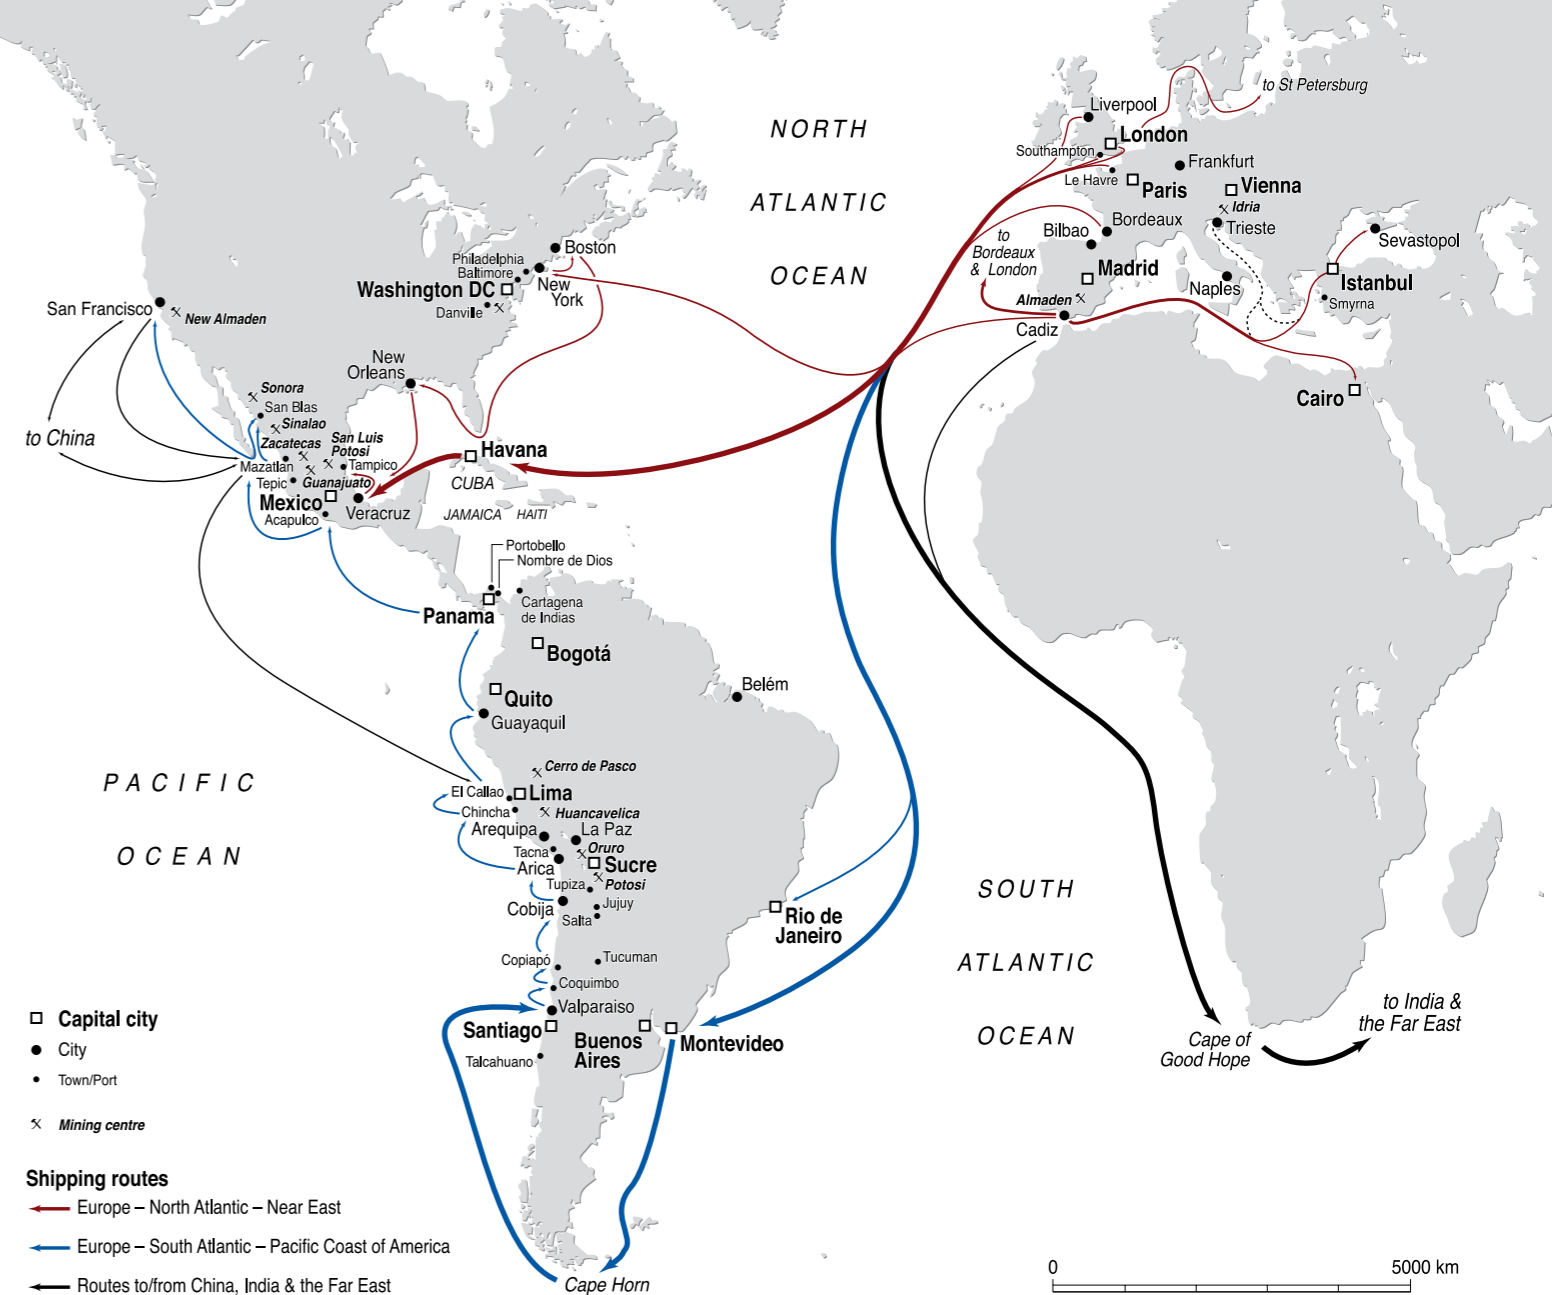 to St Petersburg
Liverpool
London
Southampton
Frankfurt
Le Havre
Paris
Vienna
Idria
Trieste
Bordeaux
Bilbao
to
Bordeaux
& London
Madrid
Almaden
Cadiz
Naples
Sevastopol
Istanbul
Smyrna
Cairo
NORTH
ATLANTIC
OCEAN
Boston
Philadelphia
Baltimore
New
York
Washington DC
Danville
San Francisco
New Almaden
New
Orleans
to China
Sonora
San Blas
Sinalao
Zacatecas
San Luis
Potosi
Mazatlan
Tampico
Tepic
Guanajuato
Mexico
Veracruz
Acapulco
Havana
CUBA
JAMAICA
HAITI
Portobello
Nombre de Dios
Panama
Cartagena
de Indias
Bogotá
Quito
Guayaquil
Belém
PACIFIC
OCEAN
Cerro de Pasco
El Callao
Lima
Chincha
Huancavelica
Arequipa
La Paz
Tacna
Oruro
Arica
Sucre
Tupiza
Potosi
Cobija
Jujuy
Salta
Rio de
Janeiro
Copiapó
Tucuman
Coquimbo
Valparaiso
Santiago
Buenos
Aires
Montevideo
Talcahuano
Cape Horn
SOUTH
ATLANTIC
OCEAN
Cape of
Good Hope
to India &
the Far East
Capital city
City
Town/Port
Mining centre
Shipping routes
Europe – North Atlantic – Near East
Europe – South Atlantic – Pacific Coast of America
Routes to/from China, India & the Far East
0
5000 km